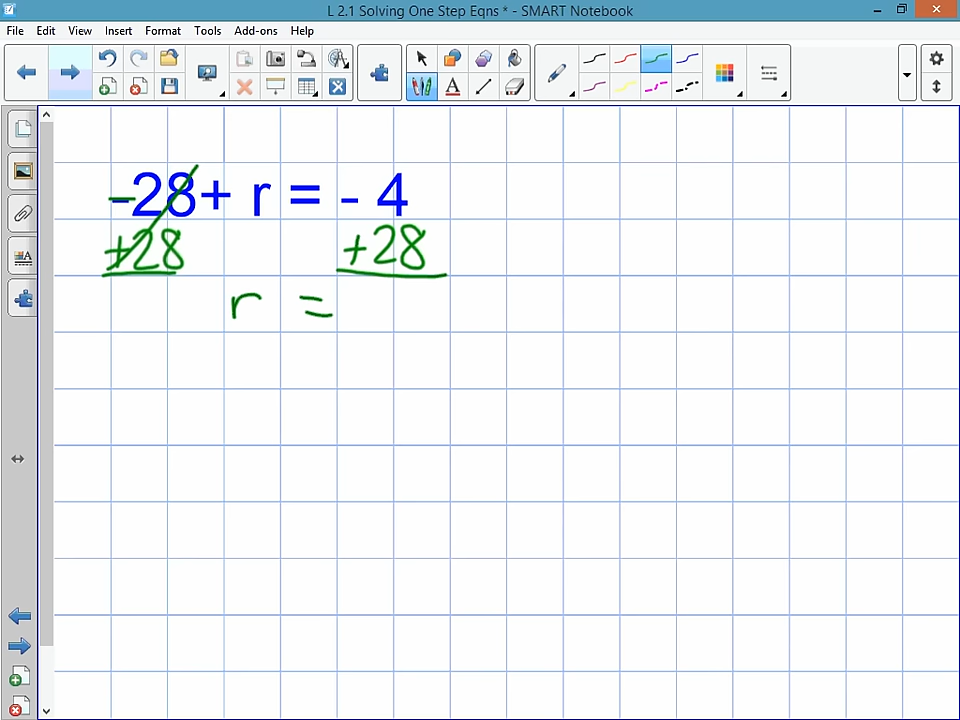 L 2.1 Solving One Step Eqns * - SMART Notebook
File Edit View Insert Format Tools Add-ons Help
-28+ r = - 4
+28 +28
r =